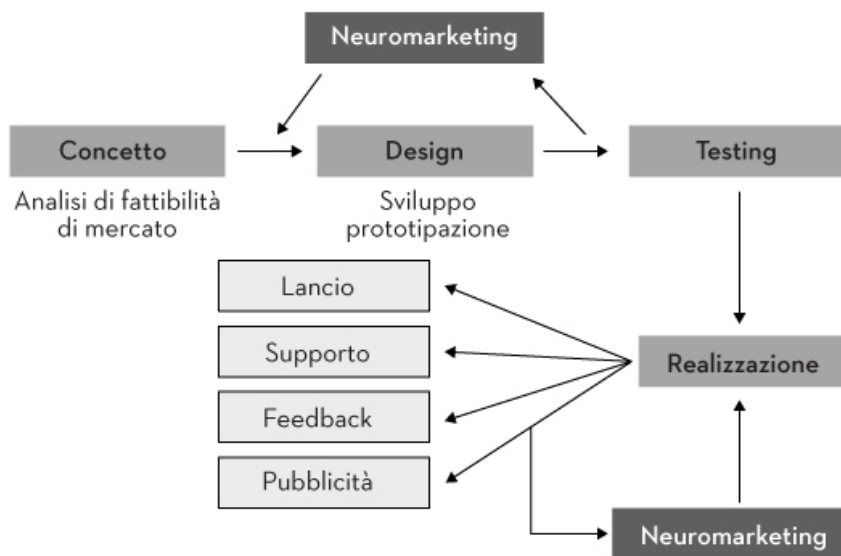 Neuromarketing
Concetto
Design
Testing
Analisi di fattibilità
di mercato
Sviluppo
prototipazione
Lancio
Supporto
Realizzazione
Feedback
Pubblicità
Neuromarketing